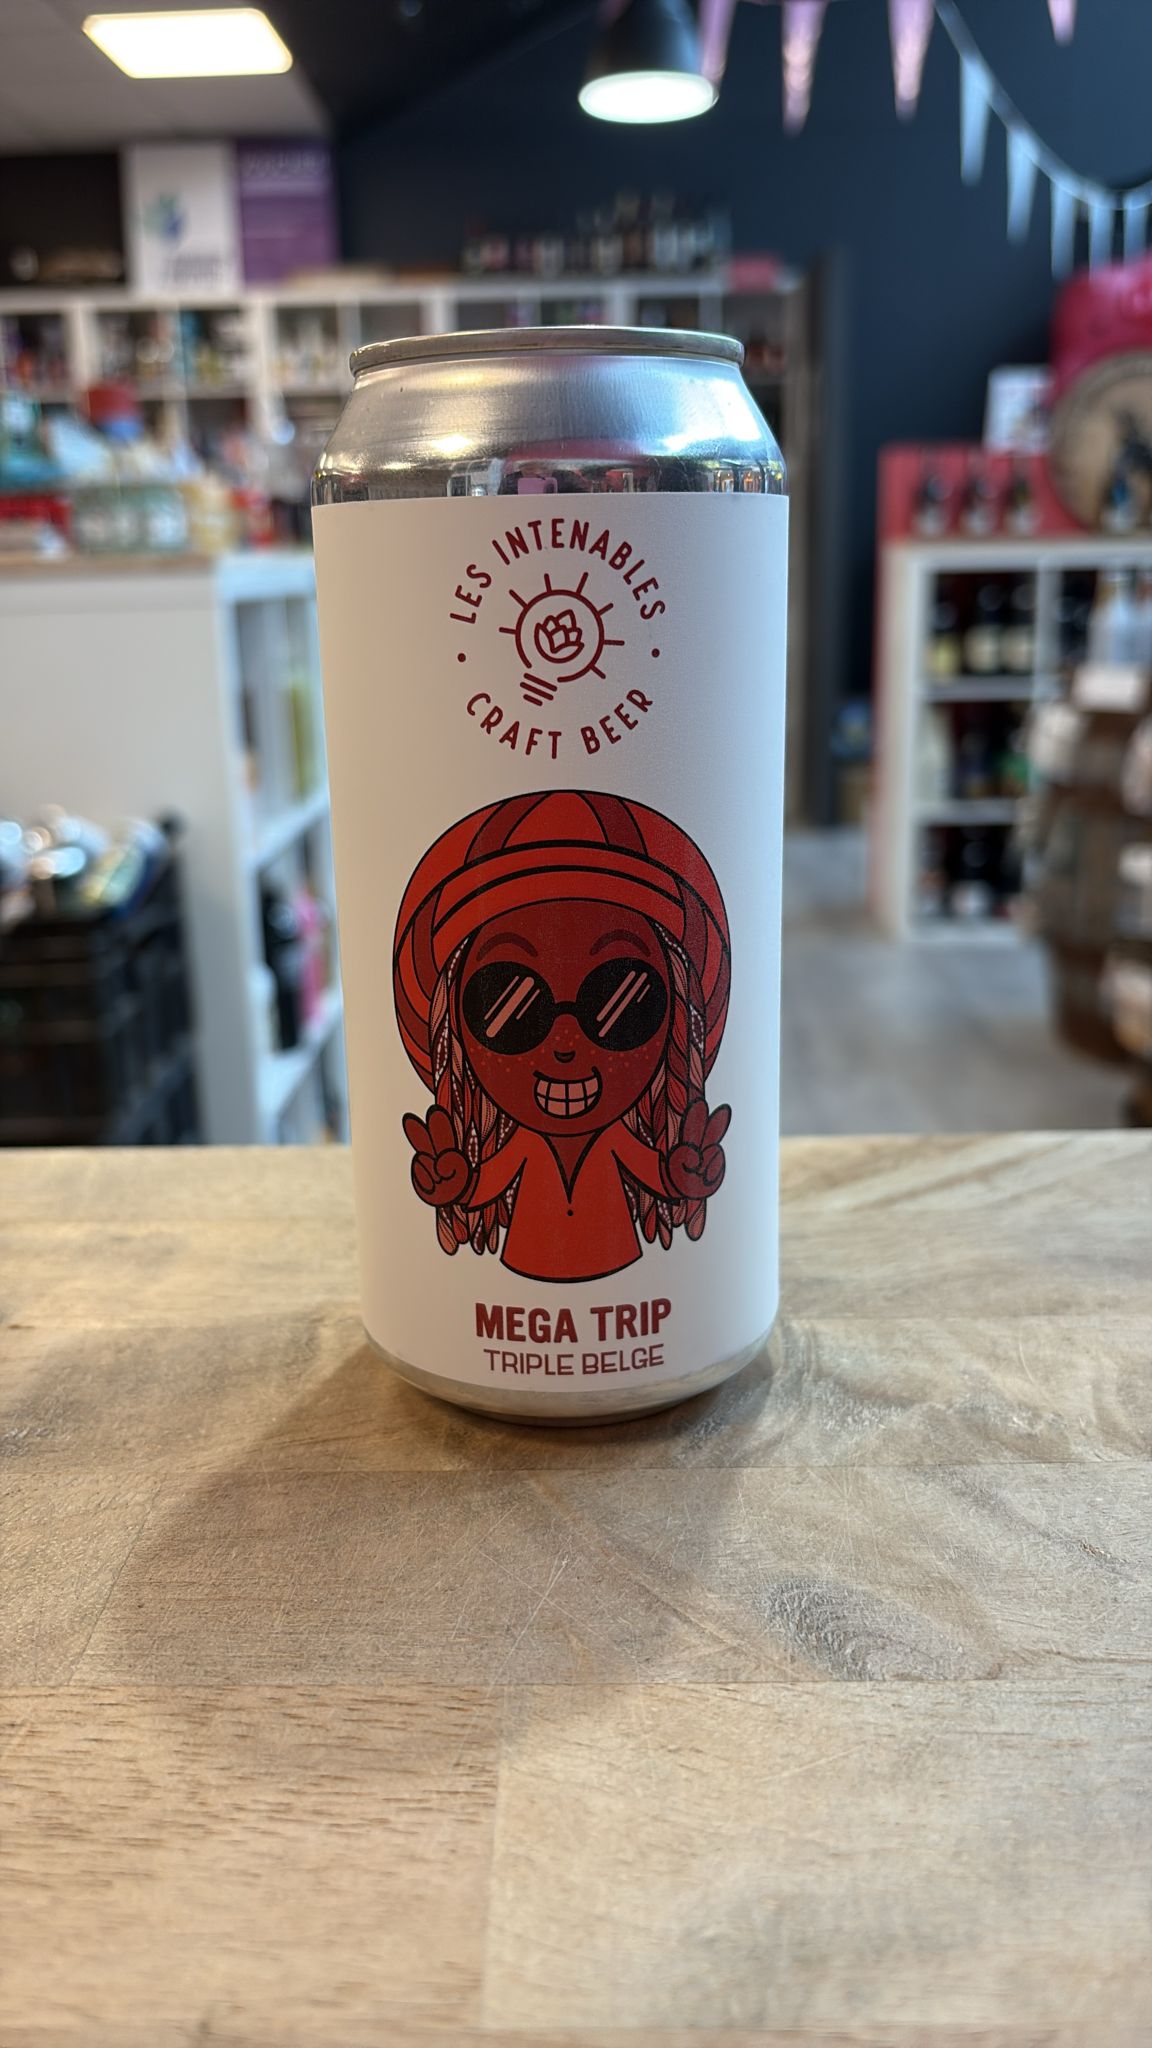 LES INTENABLES
CRAFT BEER
MEGA TRIP
TRIPLE BELGE